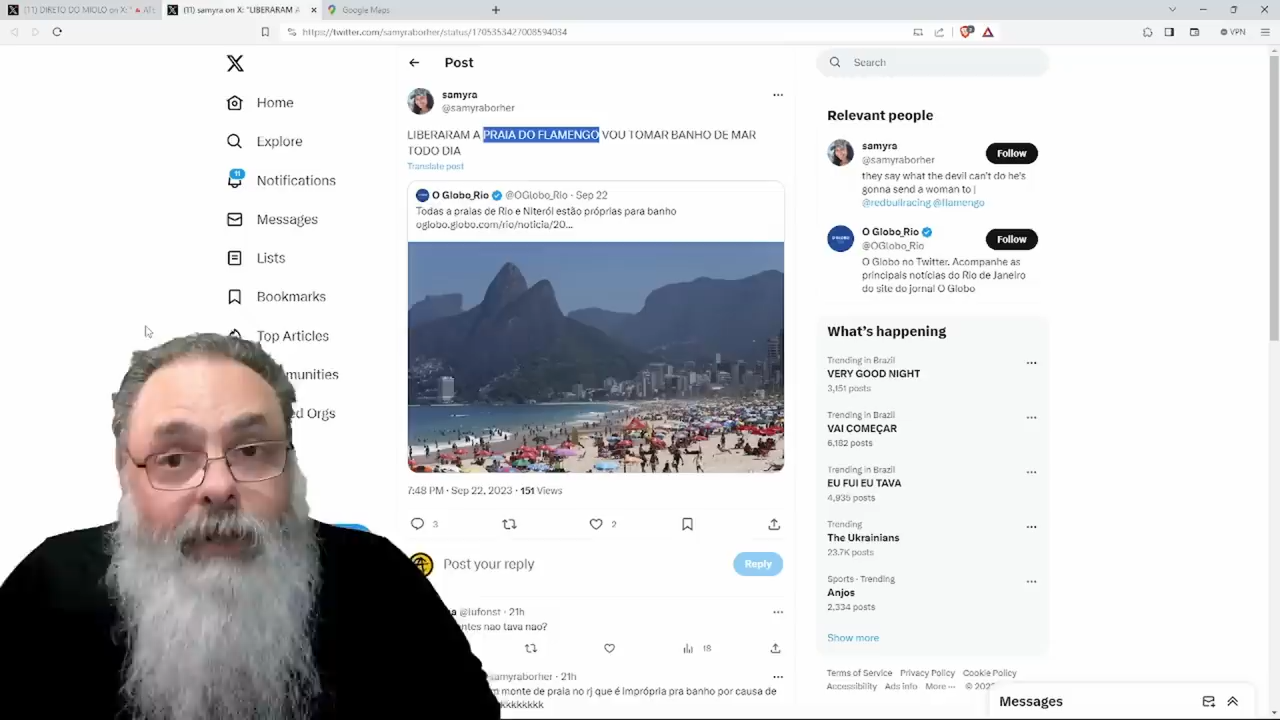 (11) DIRETO DO MIOLO on X: "
(11) samyra on X: "LIBERARAM A
Google Maps
https://twitter.com/samyraborher/status/1705353427008594034
VPN
Home
Explore
11
Notifications
Messages
Lists
Bookmarks
Top Articles
Post
samyra
@samyraborher
LIBERARAM A PRAIA DO FLAMENGO VOU TOMAR BANHO DE MAR
TODO DIA
Translate post
O Globo_Rio @OGlobo_Rio · Sep 22
Todas a praias de Rio e Niterói estão próprias para banho
oglobo.globo.com/rio/noticia/20...
7:48 PM · Sep 22, 2023 · 151 Views
3
2
Post your reply
Reply
@lufonst · 21h
ntes nao tava nao?
18
samyraborher · 21h
monte de praia no rj que é imprópria pra banho por causa de
Search
Relevant people
samyra
@samyraborher
Follow
they say what the devil can't do he's
gonna send a woman to |
@redbullracing @flamengo
O Globo_Rio
@OGlobo_Rio
Follow
O Globo no Twitter. Acompanhe as
principais notícias do Rio de Janeiro
do site do jornal O Globo
What's happening
Trending in Brazil
VERY GOOD NIGHT
3,151 posts
Trending in Brazil
VAI COMEÇAR
6,182 posts
Trending in Brazil
EU FUI EU TAVA
4,935 posts
Trending
The Ukrainians
23.7K posts
Sports · Trending
Anjos
2,334 posts
Show more
Terms of Service Privacy Policy Cookie Policy
Accessibility Ads info More ··· © 202
Messages